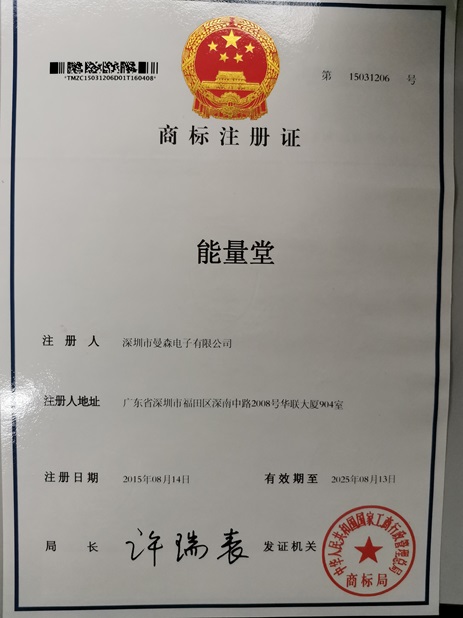 *TMZC15031206D01T160408*
第 15031206 号
商标注册证
能量堂
注册人 深圳市曼森电子有限公司
注册人地址 广东省深圳市福田区深南中路2008号华联大厦904室
注册日期 2015年08月14日 有效期至 2025年08月13日
局长 许瑞表 发证机关
中华人民共和国国家工商行政管理总局
商标局